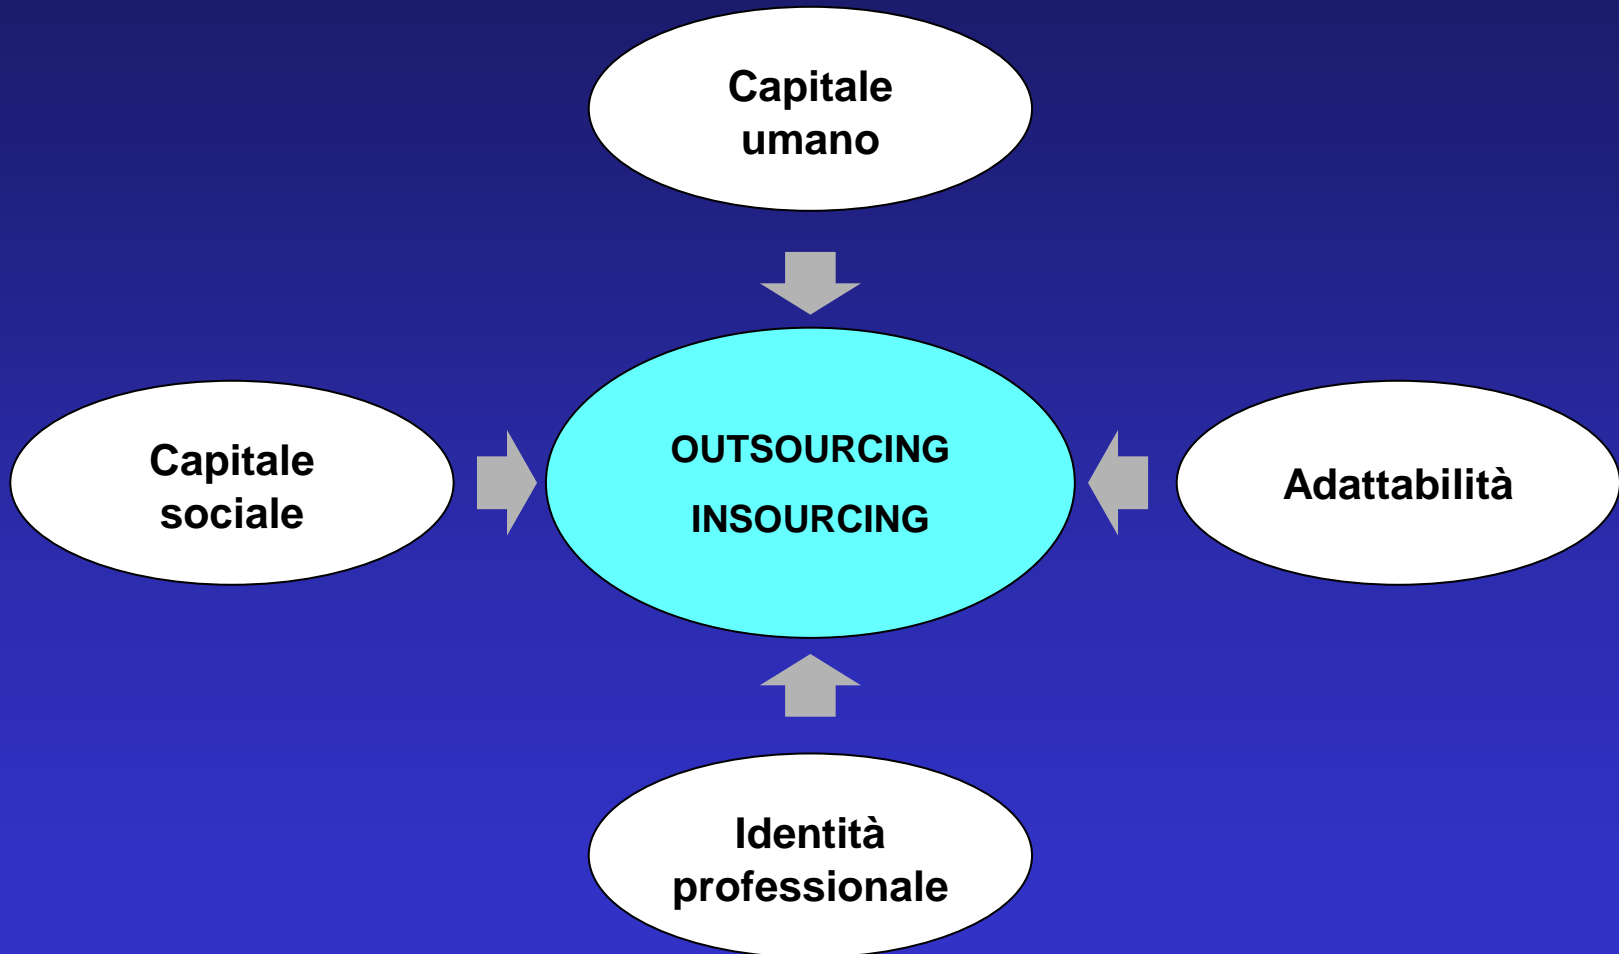 Capitale
umano
Capitale
sociale
OUTSOURCING
INSOURCING
Adattabilità
Identità
professionale